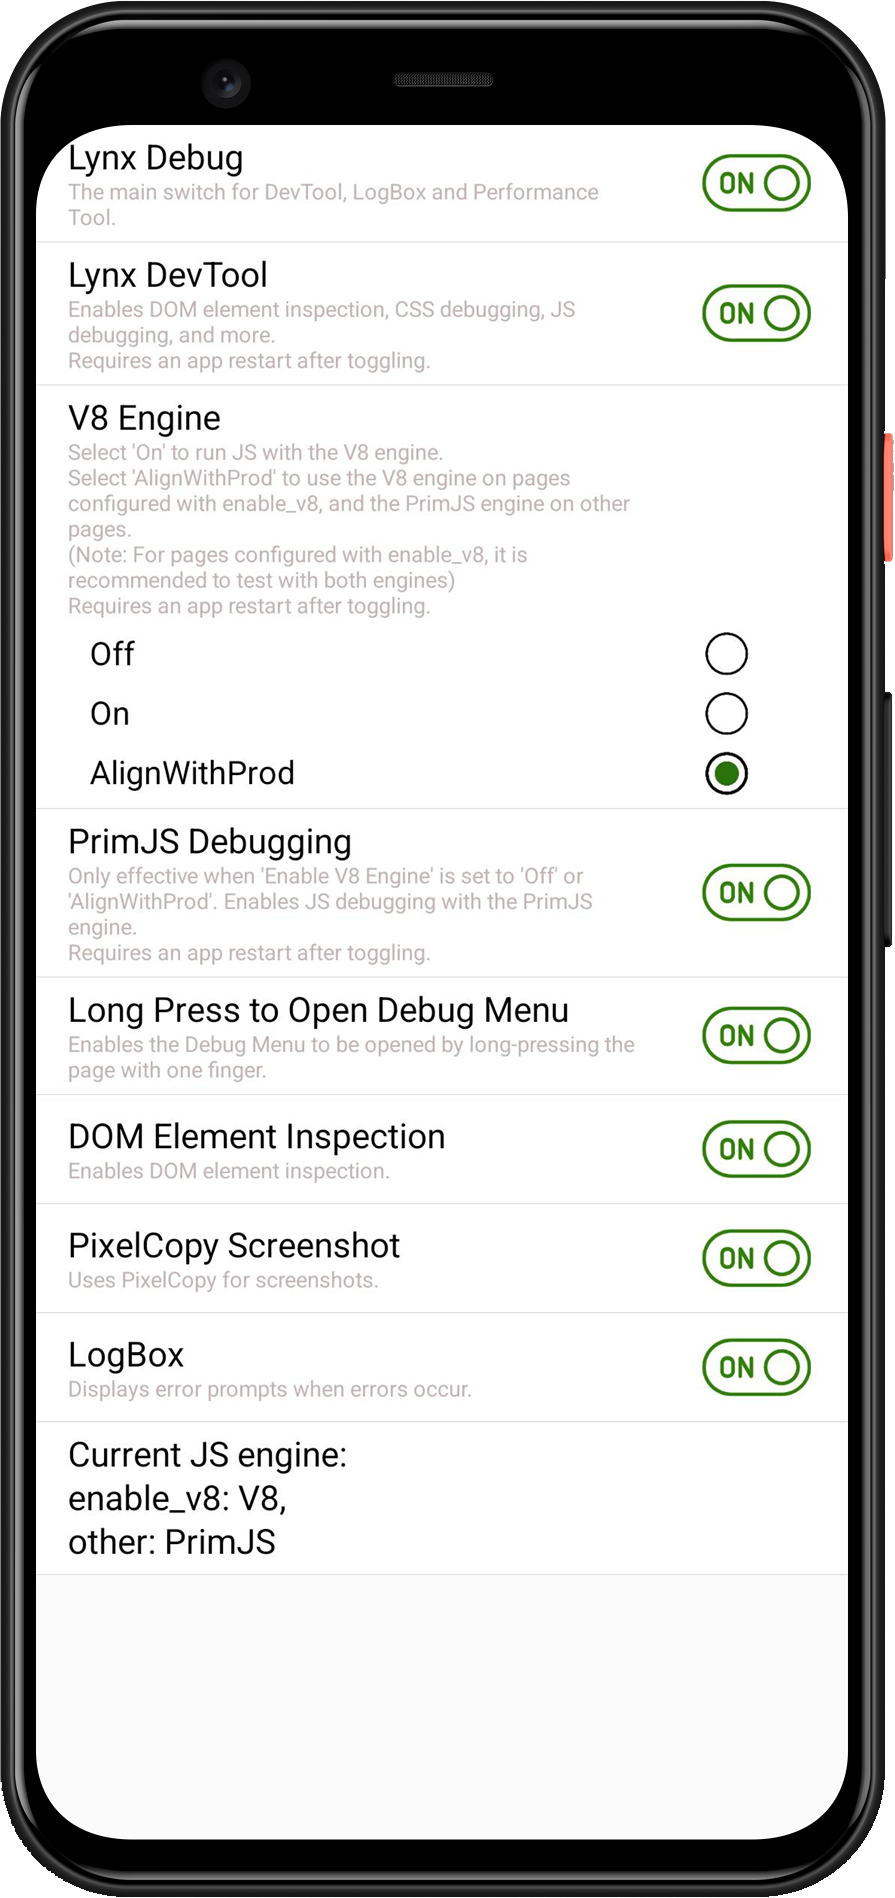 Lynx Debug
The main switch for DevTool, LogBox and Performance
Tool.
ON
Lynx DevTool
Enables DOM element inspection, CSS debugging, JS
debugging, and more.
Requires an app restart after toggling.
ON
V8 Engine
Select 'On' to run JS with the V8 engine.
Select 'AlignWithProd' to use the V8 engine on pages
configured with enable_v8, and the PrimJS engine on other
pages.
(Note: For pages configured with enable_v8, it is
recommended to test with both engines)
Requires an app restart after toggling.
Off
On
AlignWithProd
PrimJS Debugging
Only effective when 'Enable V8 Engine' is set to 'Off' or
'AlignWithProd'. Enables JS debugging with the PrimJS
engine.
Requires an app restart after toggling.
ON
Long Press to Open Debug Menu
Enables the Debug Menu to be opened by long-pressing the
page with one finger.
ON
DOM Element Inspection
Enables DOM element inspection.
ON
PixelCopy Screenshot
Uses PixelCopy for screenshots.
ON
LogBox
Displays error prompts when errors occur.
ON
Current JS engine:
enable_v8: V8,
other: PrimJS